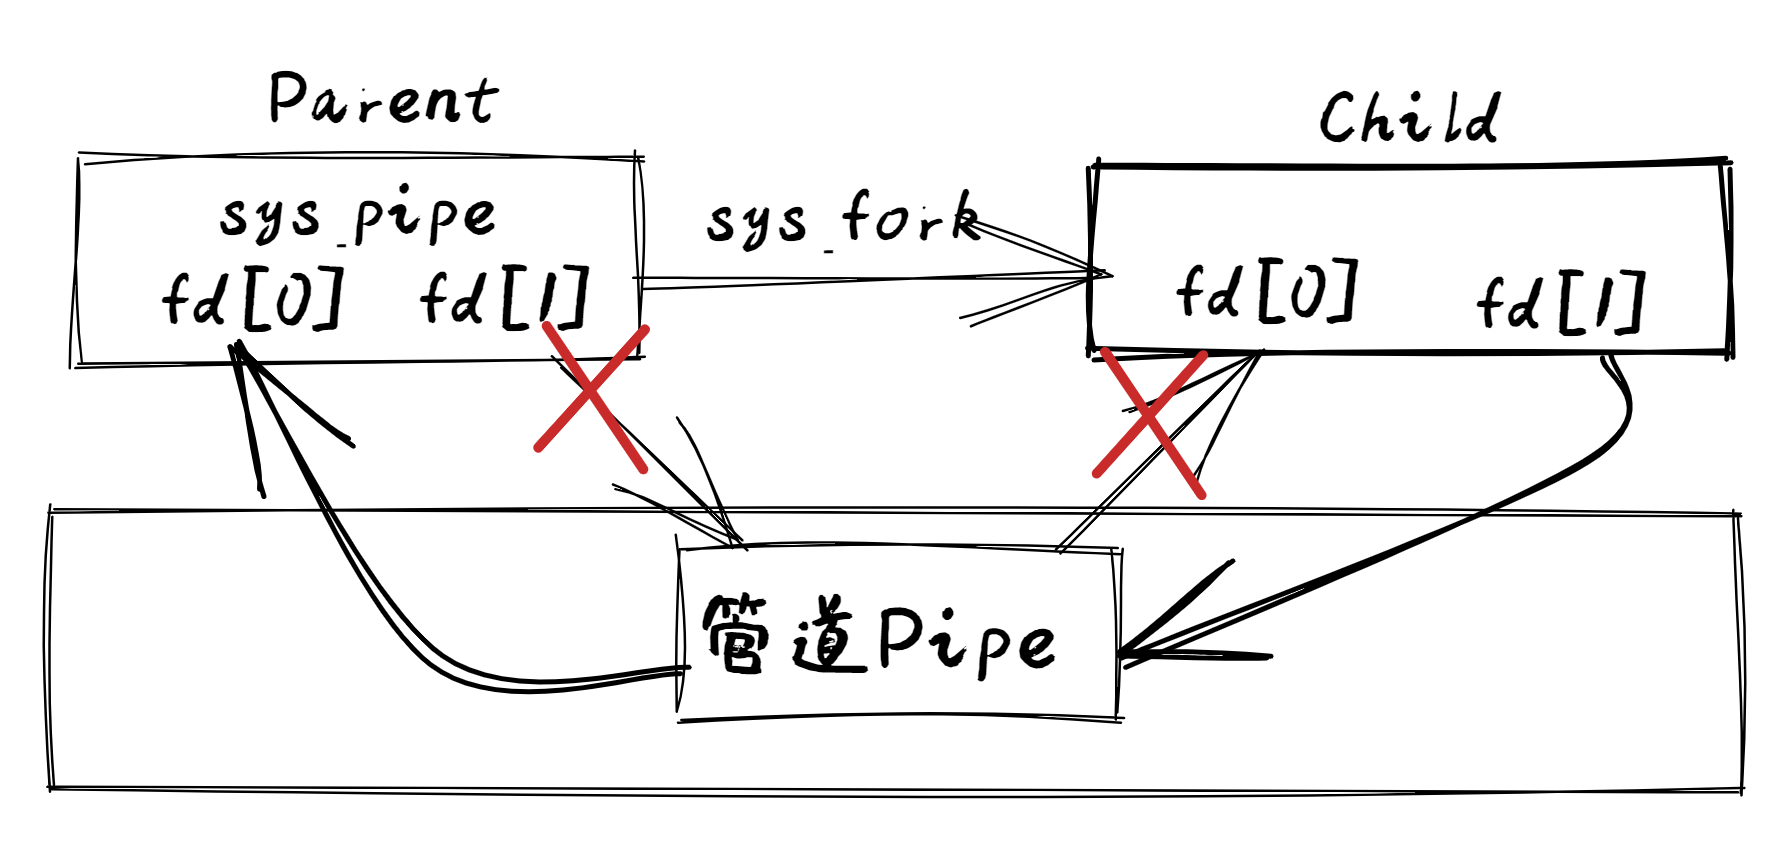 Parent
Child
sys_pipe
sys_fork
fd[0] fd[1]
fd[0] fd[1]
管道Pipe